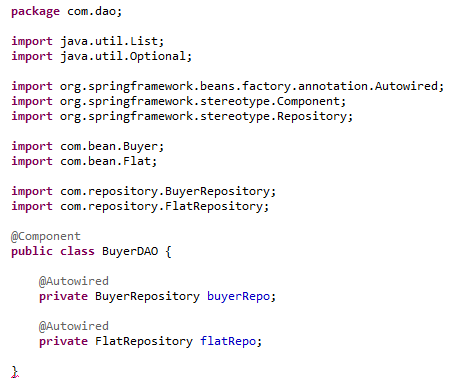 package com.dao;
import java.util.List;
import java.util.Optional;
import org.springframework.beans.factory.annotation.Autowired;
import org.springframework.stereotype.Component;
import org.springframework.stereotype.Repository;
import com.bean.Buyer;
import com.bean.Flat;
import com.repository.BuyerRepository;
import com.repository.FlatRepository;
@Component
public class BuyerDAO {
@Autowired
private BuyerRepository buyerRepo;
@Autowired
private FlatRepository flatRepo;
}